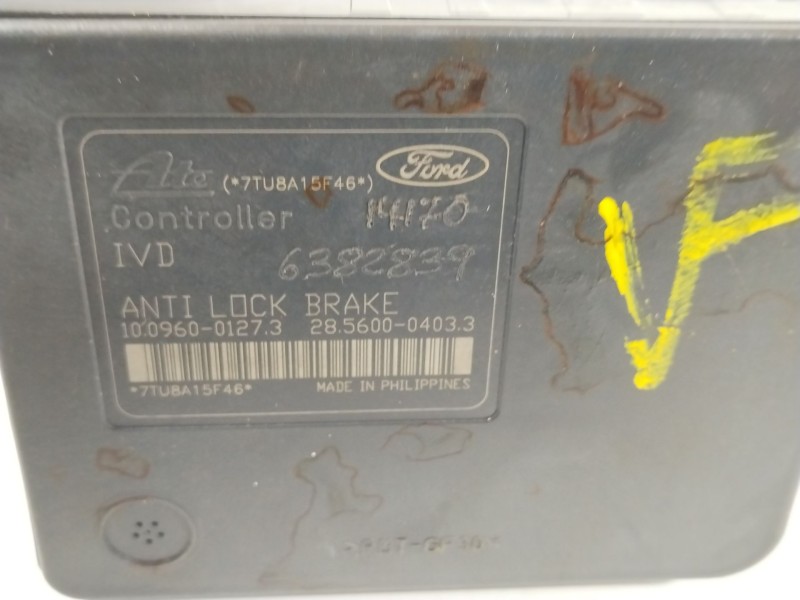 Ate (*7TU8A15F46*) Ford
Controller 14170
IVD 6382839
ANTI LOCK BRAKE
10.0960-0127.3 28.5600-0403.3
*7TU8A15F46* MADE IN PHILIPPINES
VF